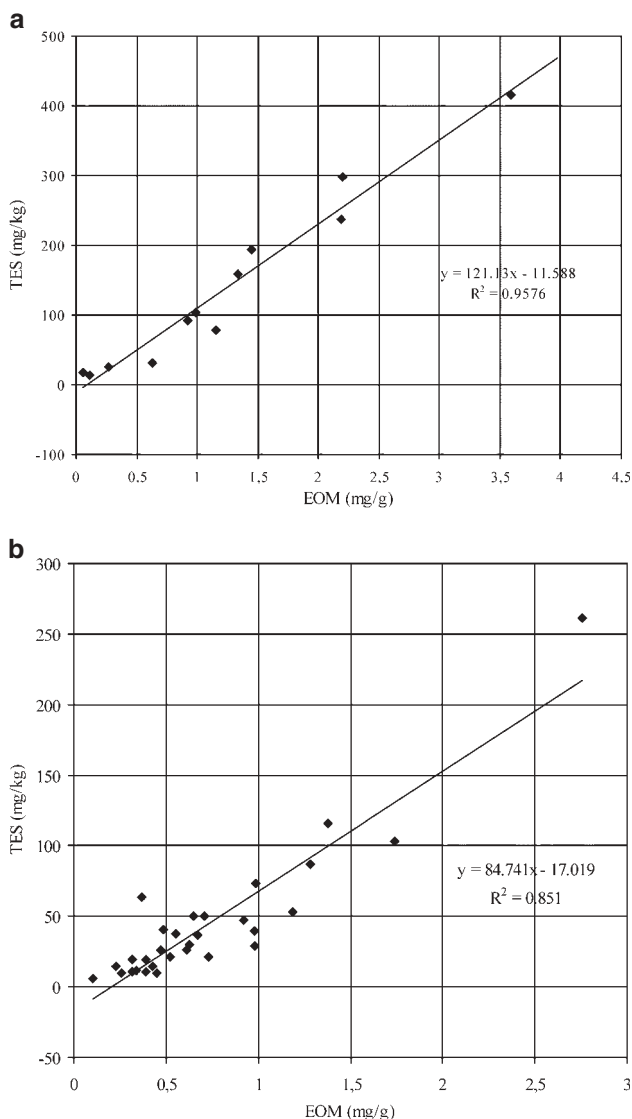 a
500
400
300
200
100
0
-100
TES (mg/kg)
y = 121.13x - 11.588
R² = 0.9576
0 0,5 1 1,5 2 2,5 3 3,5 4 4,5
EOM (mg/g)
b
300
250
200
150
100
50
0
-50
TES (mg/kg)
y = 84.741x - 17.019
R² = 0.851
0 0,5 1 1,5 2 2,5 3
EOM (mg/g)